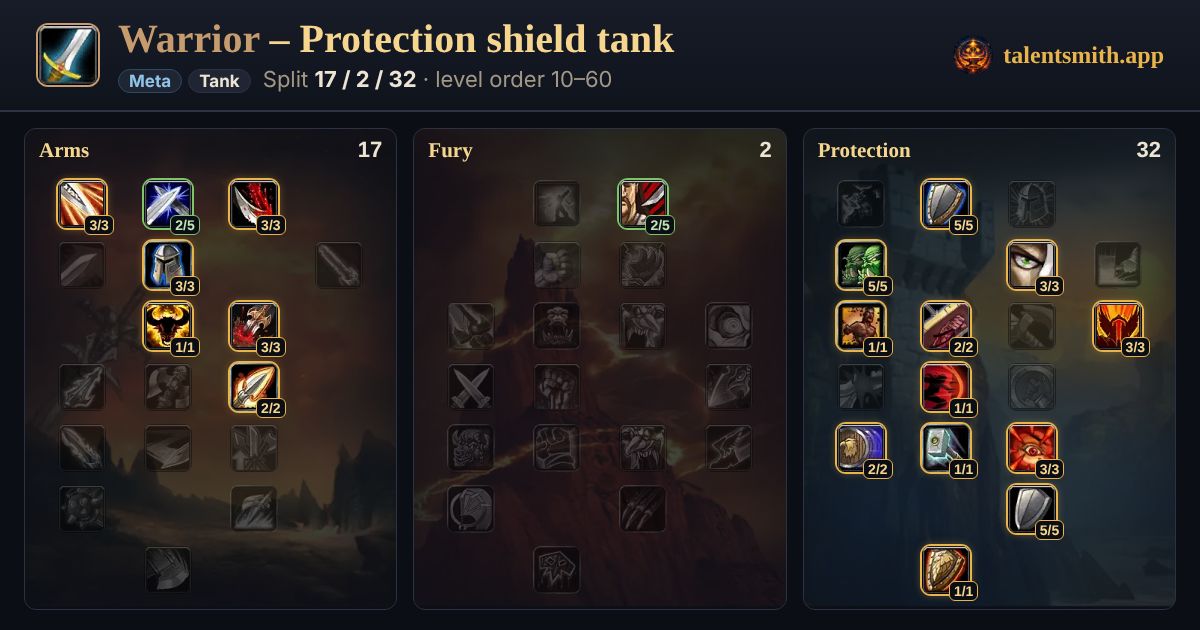 Warrior – Protection shield tank
Meta Tank Split 17 / 2 / 32 · level order 10–60
talentsmith.app
Arms 17
3/3 2/5 3/3
3/3
1/1 3/3
2/2
Fury 2
2/5
Protection 32
5/5
5/5 3/3
1/1 2/2 3/3
1/1
2/2 1/1 3/3
5/5
1/1